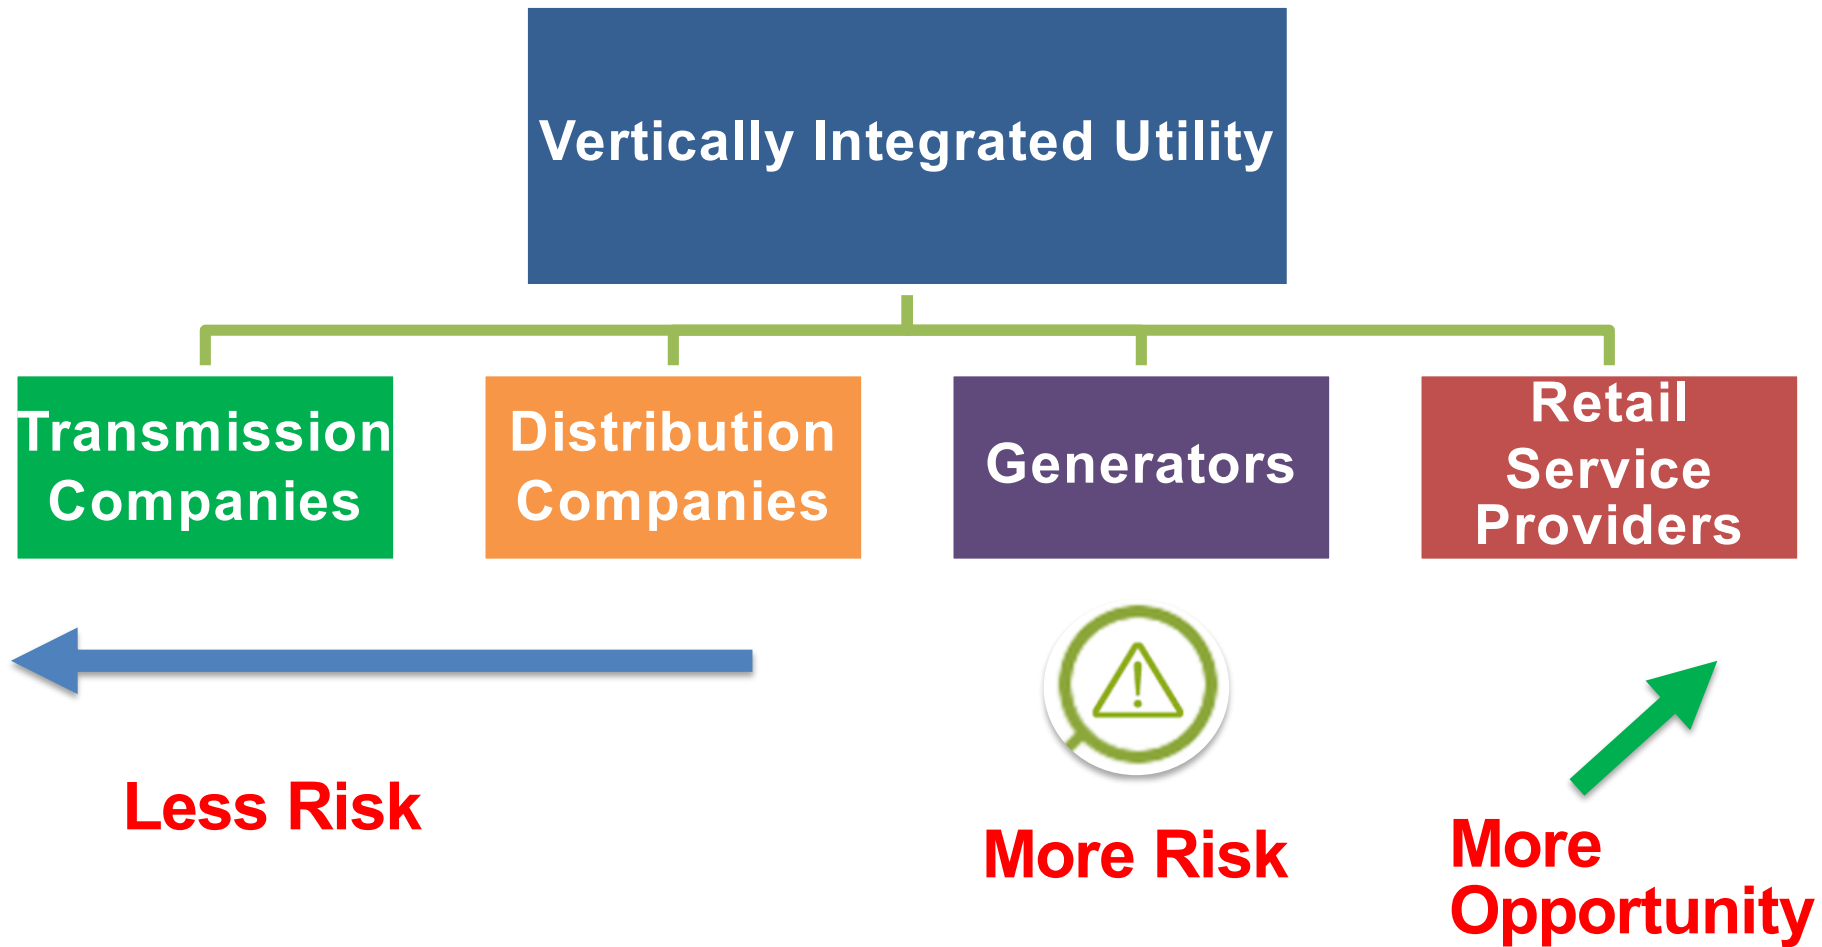 Vertically Integrated Utility
Transmission
Companies
Distribution
Companies
Generators
Retail
Service
Providers
Less Risk
More Risk
More
Opportunity